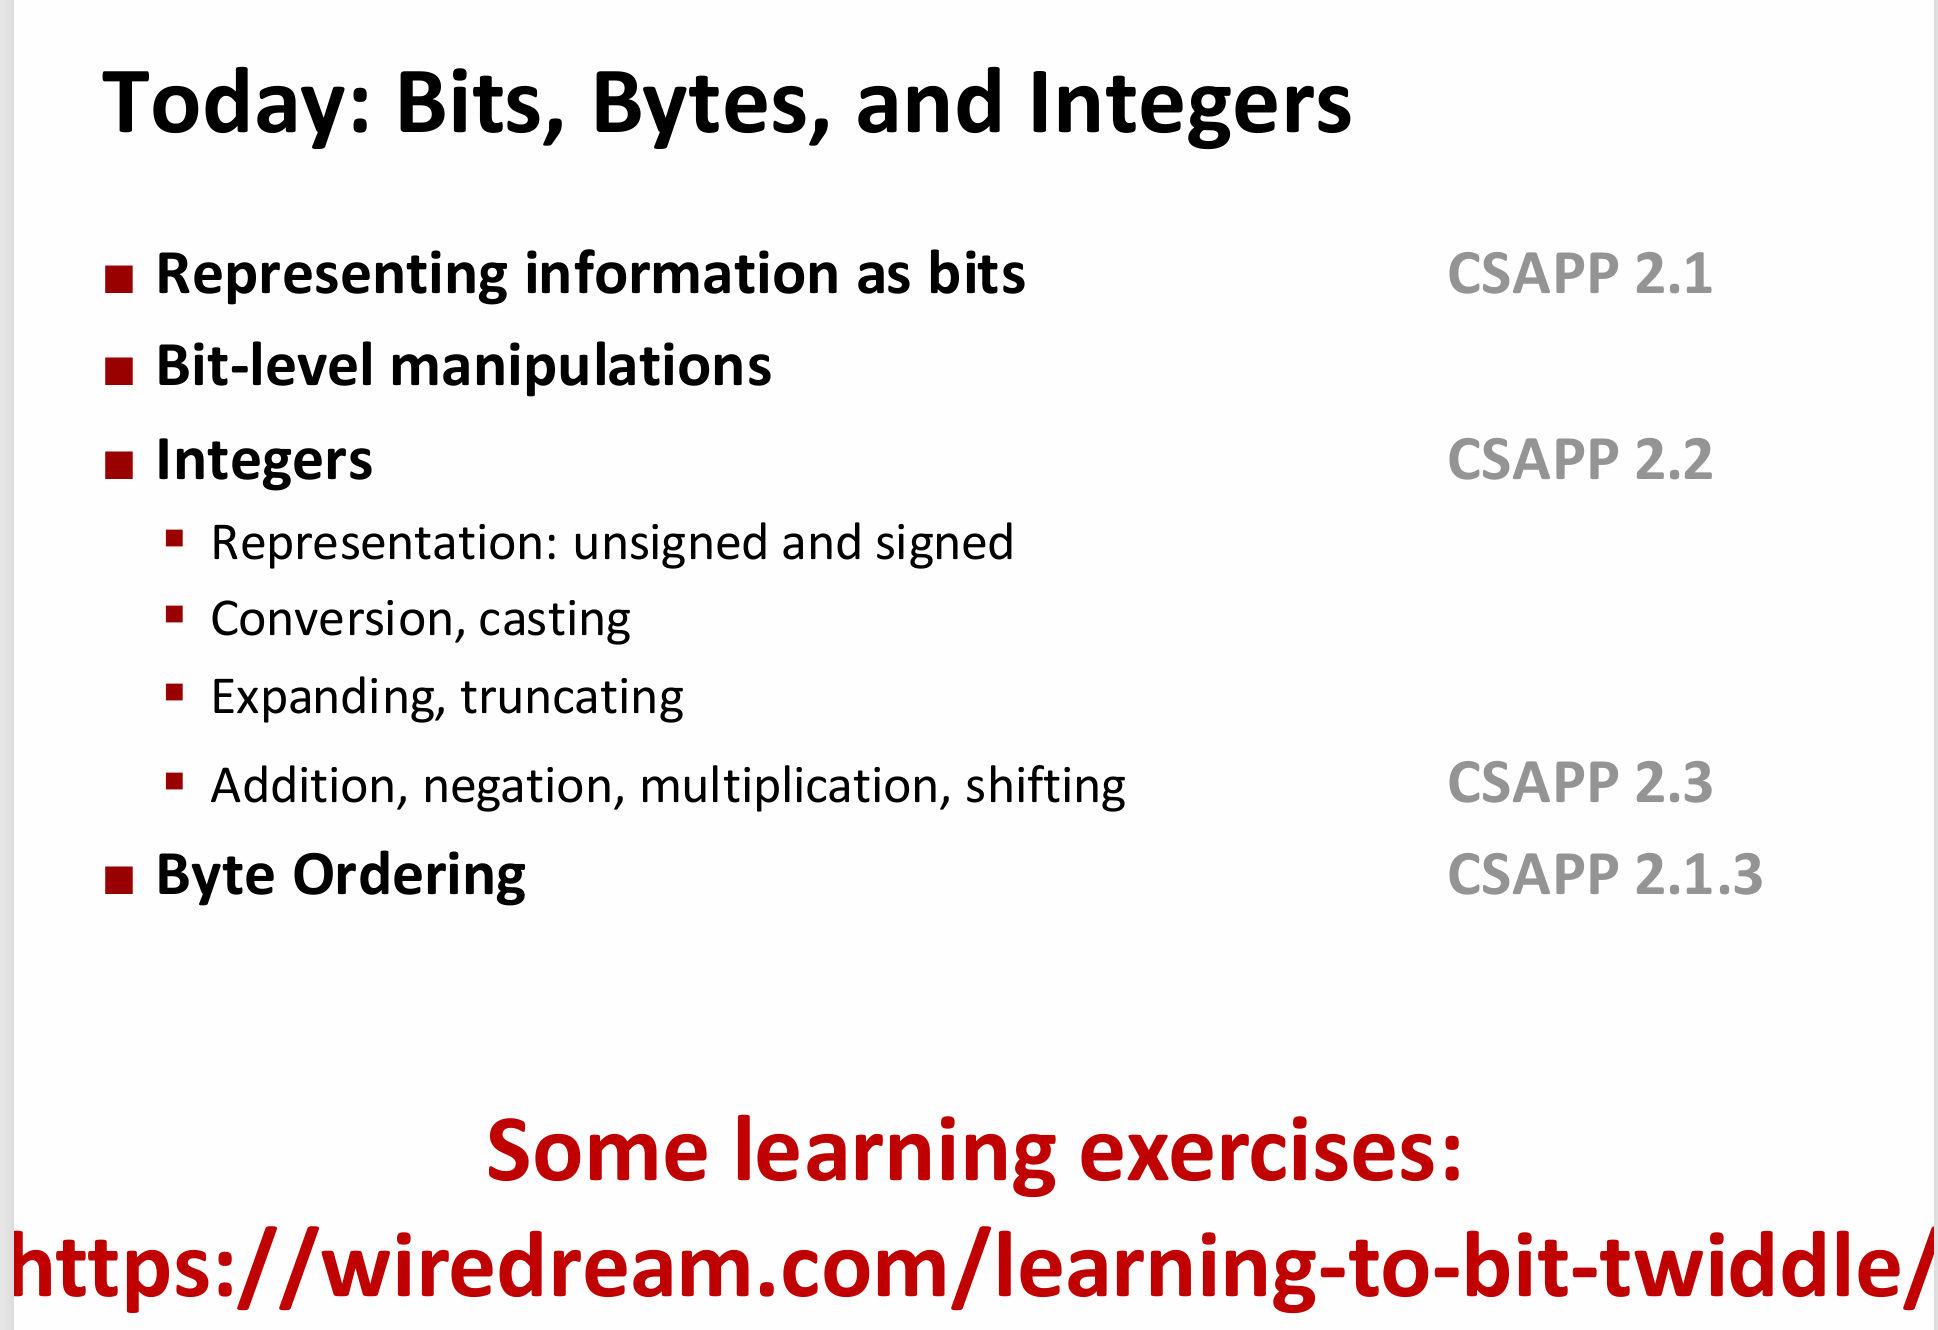 Today: Bits, Bytes, and Integers
Representing information as bits CSAPP 2.1
Bit-level manipulations
Integers CSAPP 2.2
Representation: unsigned and signed
Conversion, casting
Expanding, truncating
Addition, negation, multiplication, shifting CSAPP 2.3
Byte Ordering CSAPP 2.1.3
Some learning exercises:
https://wiredream.com/learning-to-bit-twiddle/